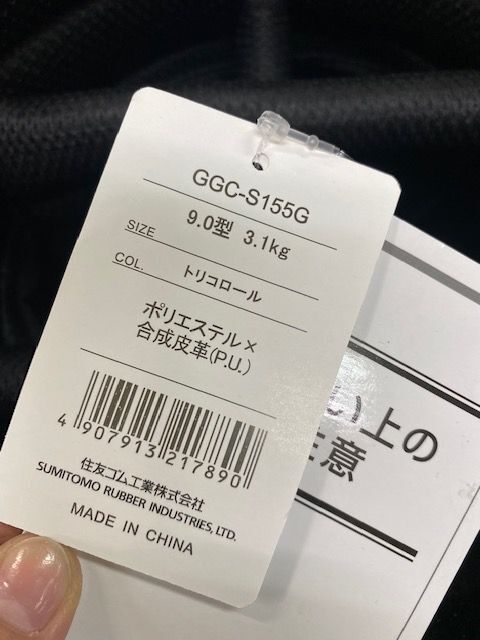 GGC-S155G
SIZE 9.0型 3.1kg
COL. トリコロール
ポリエステル×
合成皮革(P.U.)
4 907913 217890
住友ゴム工業株式会社
SUMITOMO RUBBER INDUSTRIES, LTD.
MADE IN CHINA
い上の
注意